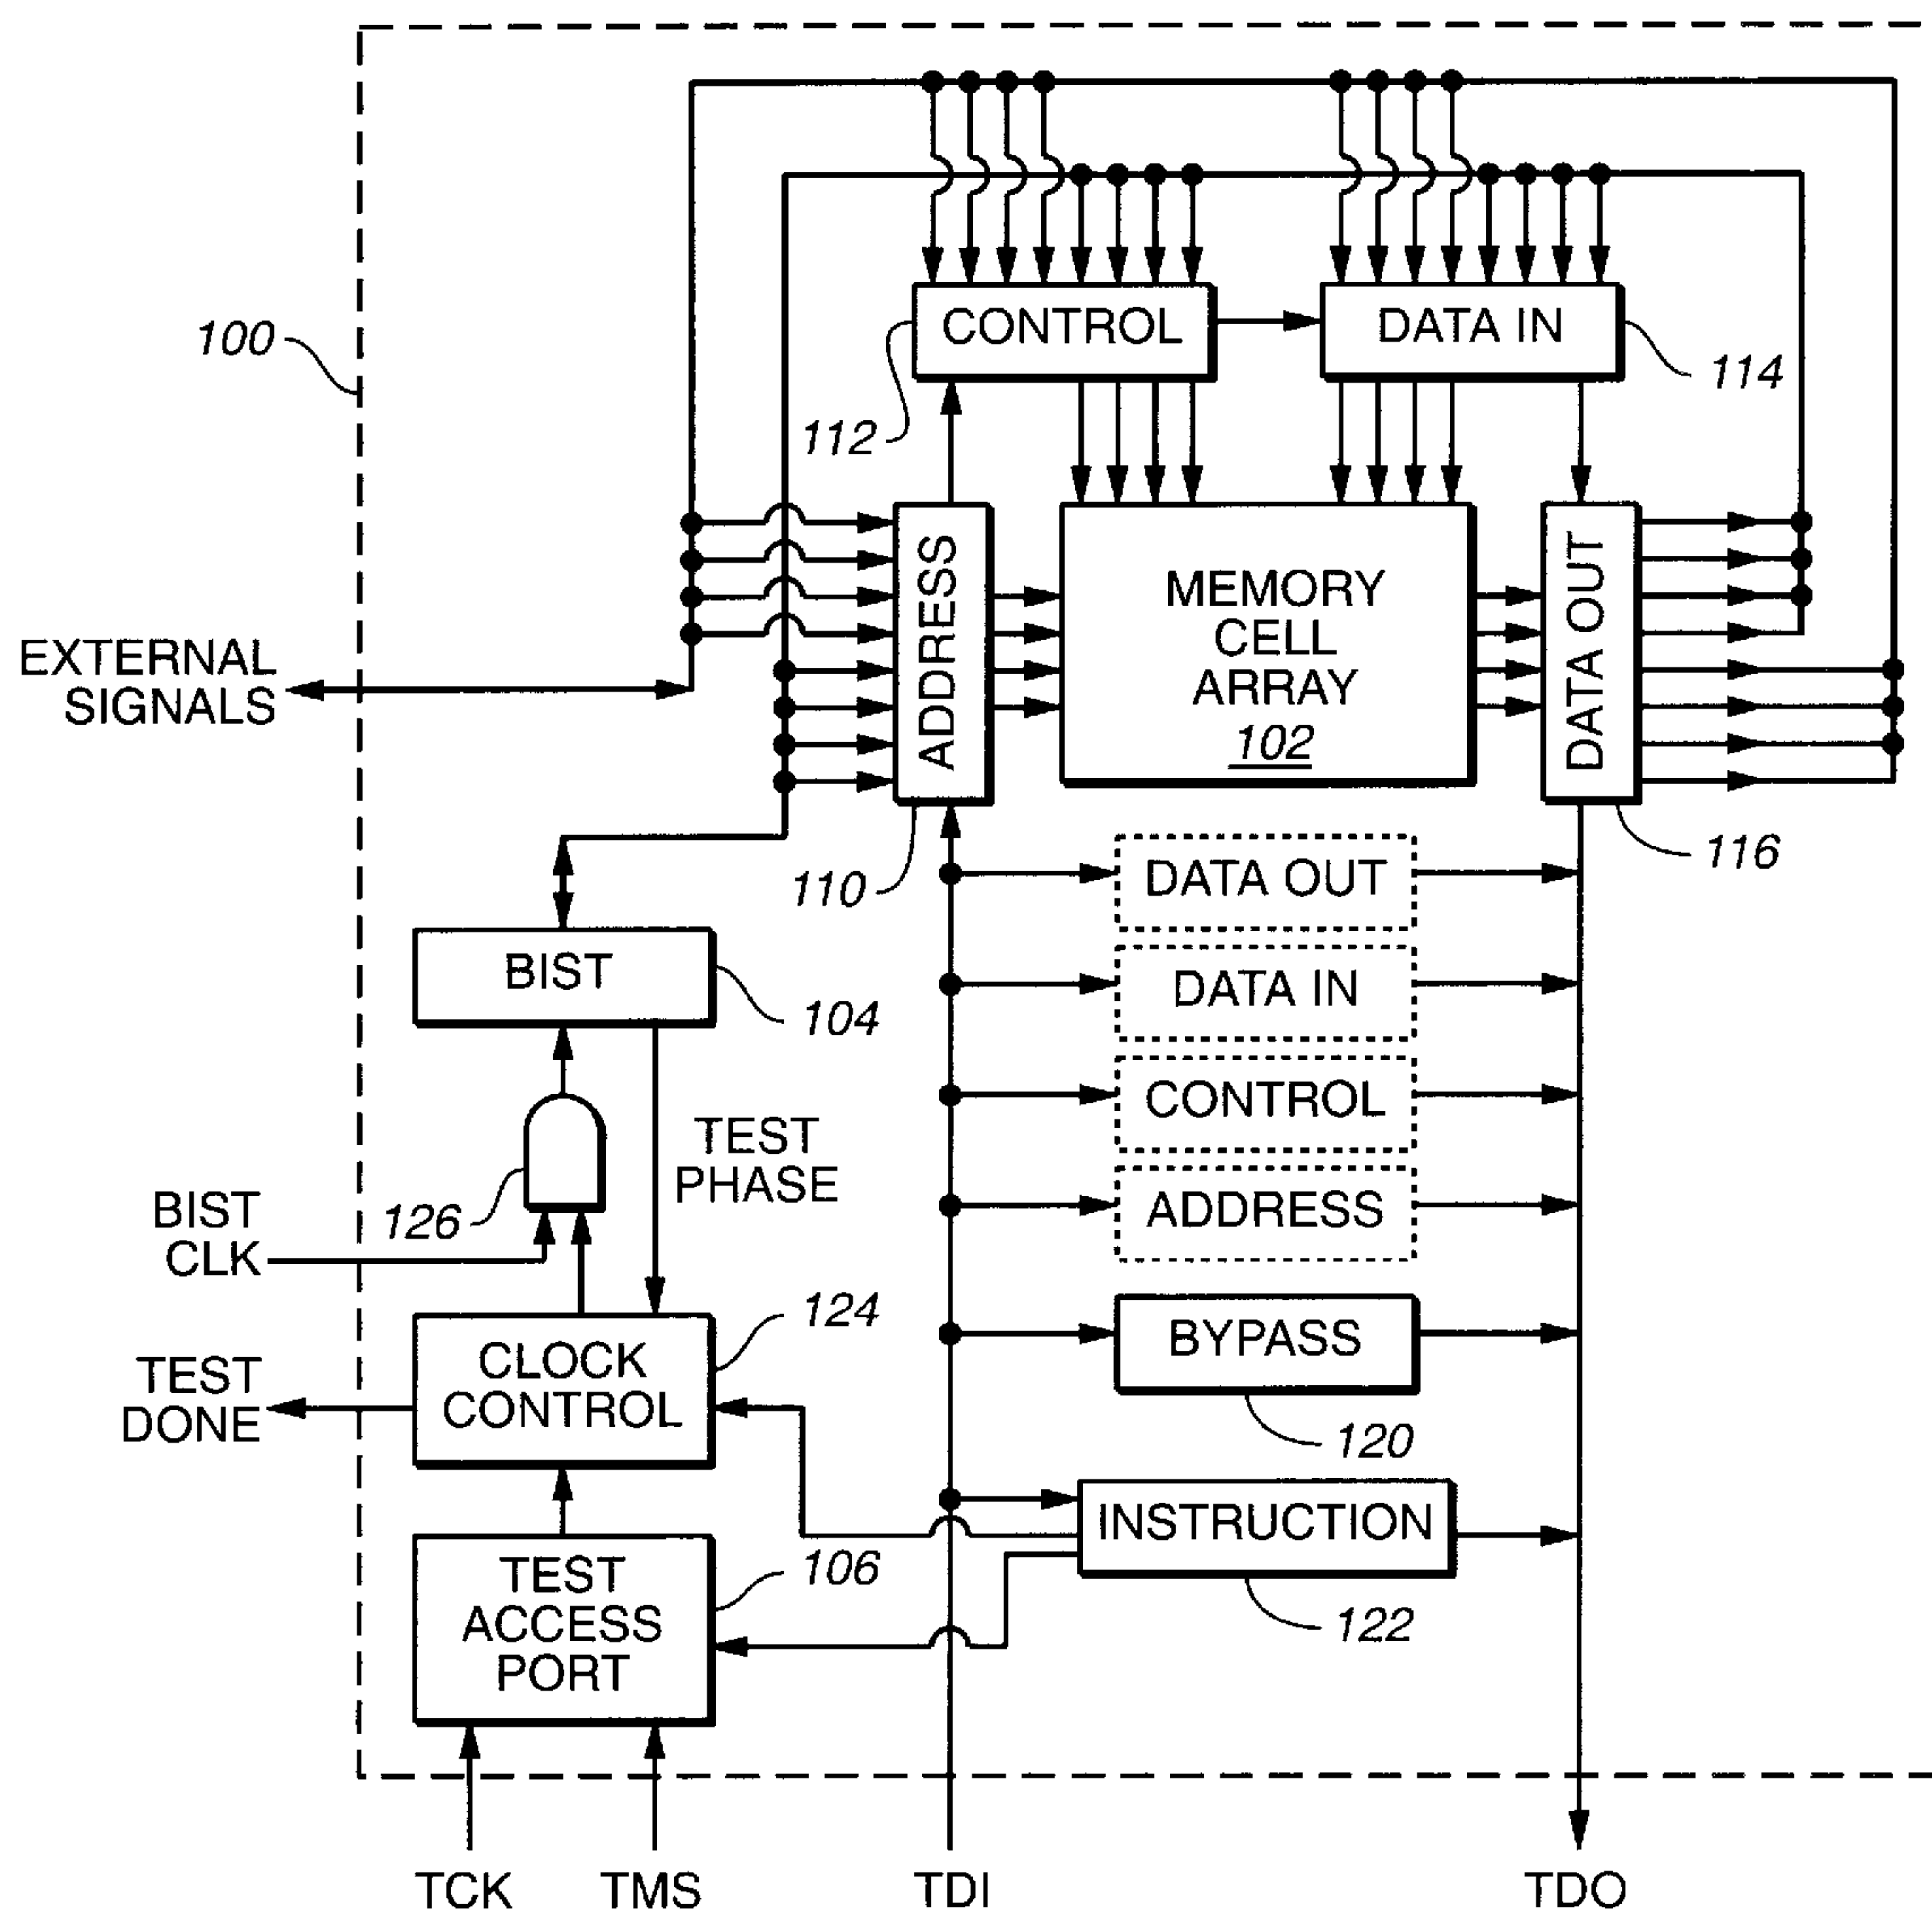 100
CONTROL
DATA IN
112
114
EXTERNAL
SIGNALS
ADDRESS
MEMORY
CELL
ARRAY
102
DATA OUT
110
116
DATA OUT
BIST
DATA IN
104
CONTROL
TEST
PHASE
BIST
CLK
126
ADDRESS
124
BYPASS
CLOCK
CONTROL
TEST
DONE
120
INSTRUCTION
106
TEST
ACCESS
PORT
122
TCK
TMS
TDI
TDO